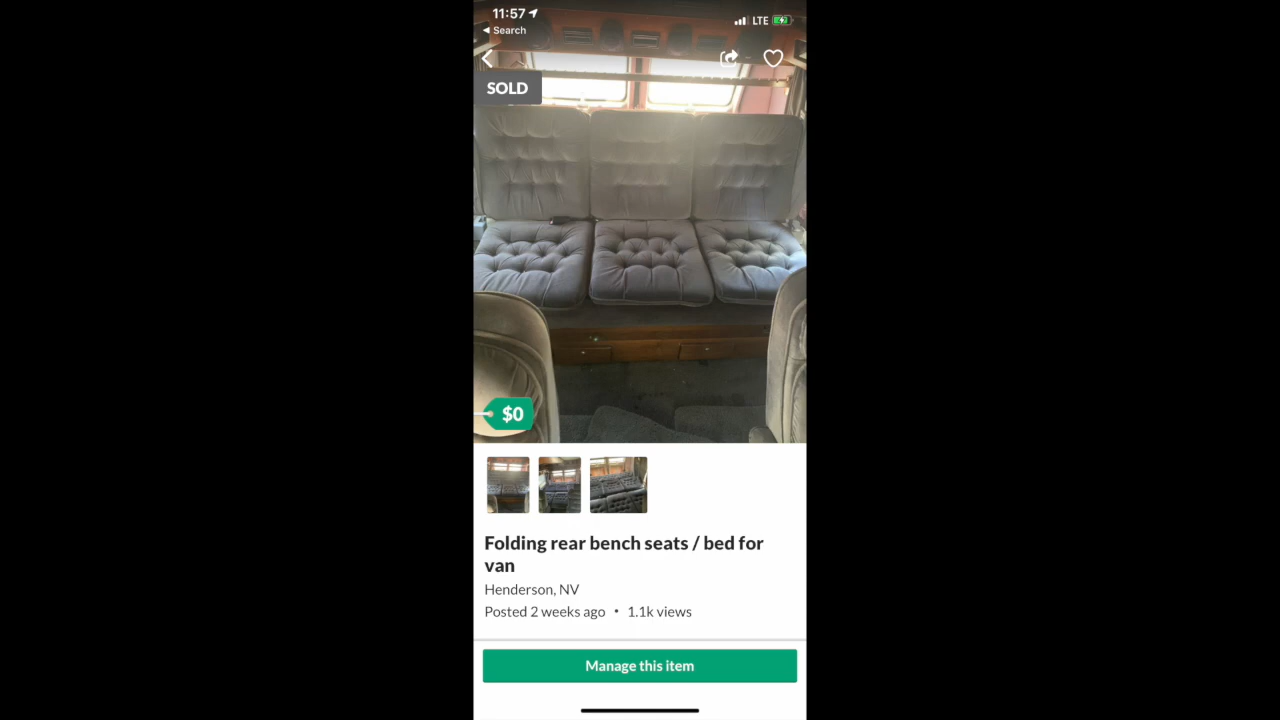 11:57
LTE
Search
SOLD
$0
Folding rear bench seats / bed for
van
Henderson, NV
Posted 2 weeks ago • 1.1k views
Manage this item